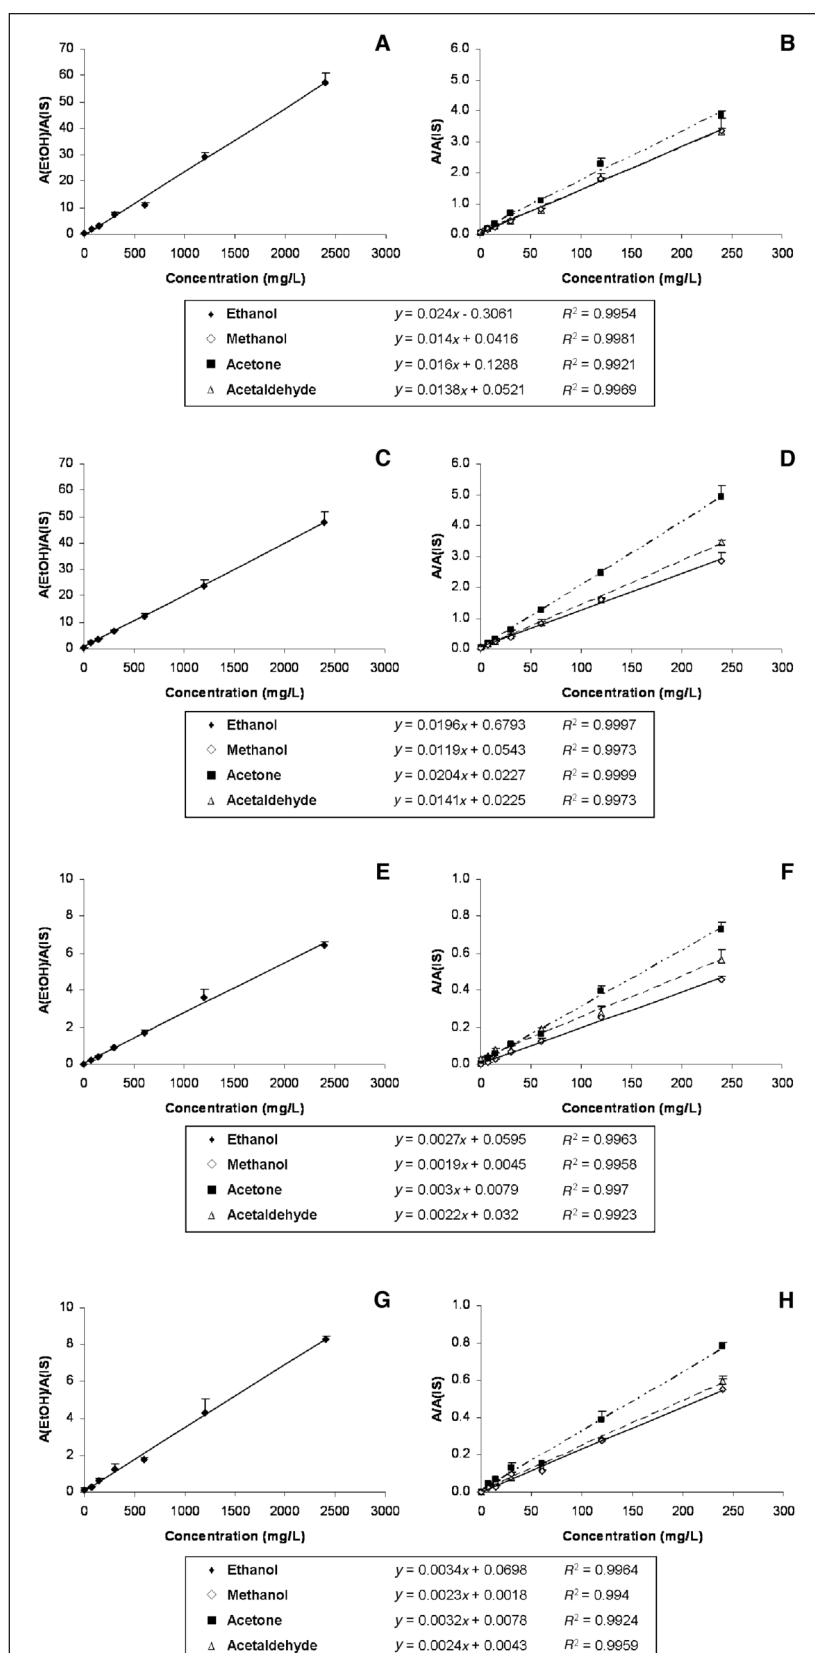 A
B
A(EtOH)/A(IS)
70
60
50
40
30
20
10
0
0 500 1000 1500 2000 2500 3000
Concentration (mg/L)
A/A(IS)
6.0
5.0
4.0
3.0
2.0
1.0
0.0
0 50 100 150 200 250 300
Concentration (mg/L)
Ethanol y = 0.024x - 0.3061 R² = 0.9954
Methanol y = 0.014x + 0.0416 R² = 0.9981
Acetone y = 0.016x + 0.1288 R² = 0.9921
Acetaldehyde y = 0.0138x + 0.0521 R² = 0.9969
C
D
A(EtOH)/A(IS)
70
60
50
40
30
20
10
0
0 500 1000 1500 2000 2500 3000
Concentration (mg/L)
A/A(IS)
6.0
5.0
4.0
3.0
2.0
1.0
0.0
0 50 100 150 200 250 300
Concentration (mg/L)
Ethanol y = 0.0196x + 0.6793 R² = 0.9997
Methanol y = 0.0119x + 0.0543 R² = 0.9973
Acetone y = 0.0204x + 0.0227 R² = 0.9999
Acetaldehyde y = 0.0141x + 0.0225 R² = 0.9973
E
F
A(EtOH)/A(IS)
10
8
6
4
2
0
0 500 1000 1500 2000 2500 3000
Concentration (mg/L)
A/A(IS)
1.0
0.8
0.6
0.4
0.2
0.0
0 50 100 150 200 250 300
Concentration (mg/L)
Ethanol y = 0.0027x + 0.0595 R² = 0.9963
Methanol y = 0.0019x + 0.0045 R² = 0.9958
Acetone y = 0.003x + 0.0079 R² = 0.997
Acetaldehyde y = 0.0022x + 0.032 R² = 0.9923
G
H
A(EtOH)/A(IS)
10
8
6
4
2
0
0 500 1000 1500 2000 2500 3000
Concentration (mg/L)
A/A(IS)
1.0
0.8
0.6
0.4
0.2
0.0
0 50 100 150 200 250 300
Concentration (mg/L)
Ethanol y = 0.0034x + 0.0698 R² = 0.9964
Methanol y = 0.0023x + 0.0018 R² = 0.994
Acetone y = 0.0032x + 0.0078 R² = 0.9924
Acetaldehyde y = 0.0024x + 0.0043 R² = 0.9959